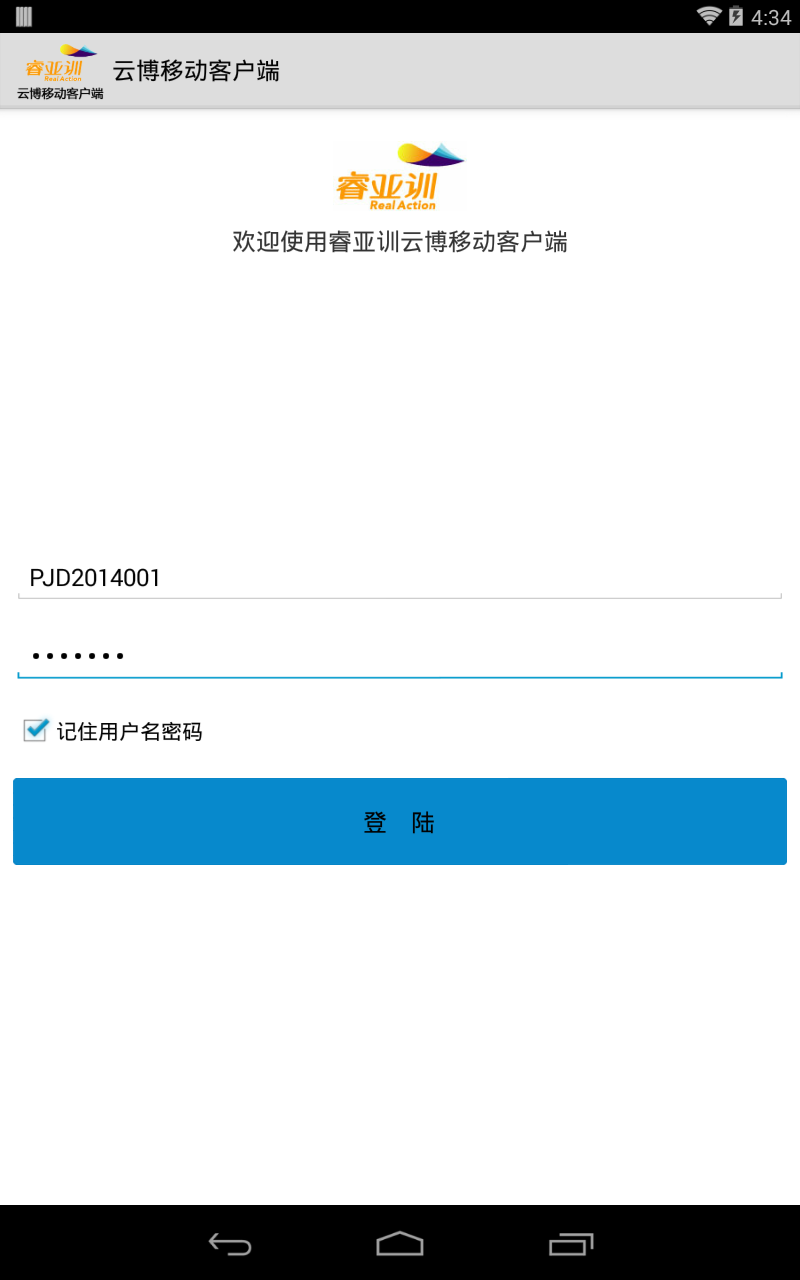 4:34
睿亚训
Real Action
云博移动客户端
云博移动客户端
睿亚训
Real Action
欢迎使用睿亚训云博移动客户端
PJD2014001
•••••••
记住用户名密码
登 陆